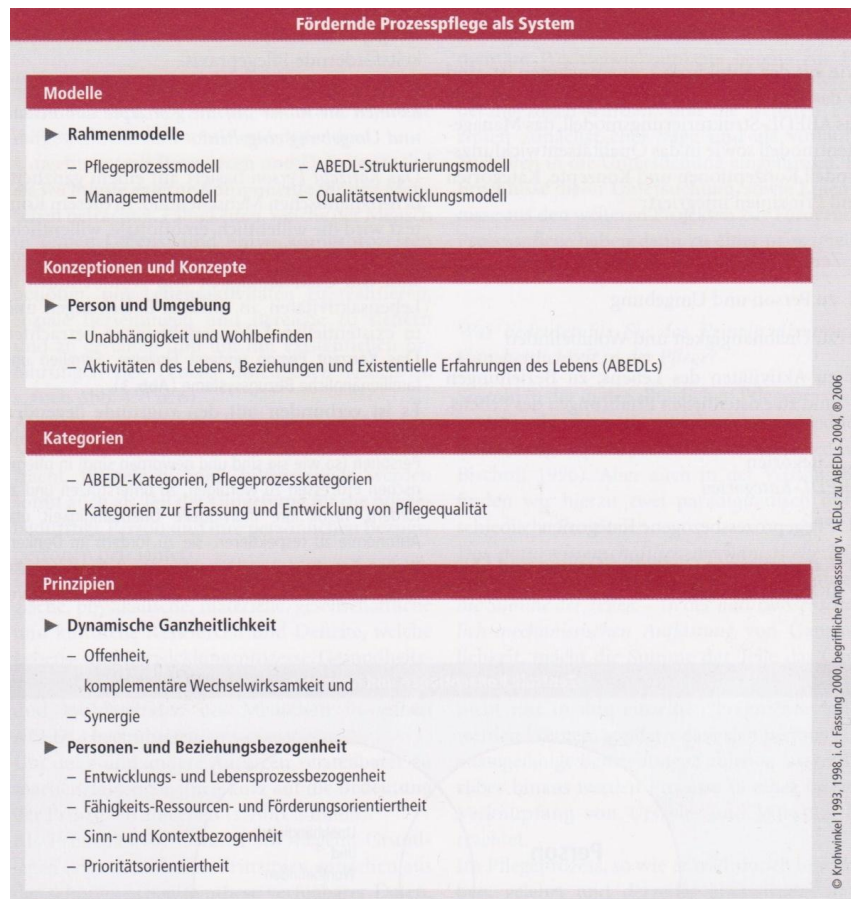 Fördernde Prozesspflege als System
Modelle
▶ Rahmenmodelle
– Pflegeprozesmodell – ABEDL-Strukturierungsmodell
– Managementmodell – Qualitätsentwicklungsmodell
Konzeptionen und Konzepte
▶ Person und Umgebung
– Unabhängigkeit und Wohlbefinden
– Aktivitäten des Lebens, Beziehungen und Existentielle Erfahrungen des Lebens (ABEDLs)
Kategorien
– ABEDL-Kategorien, Pflegeprozesskategorien
– Kategorien zur Erfassung und Entwicklung von Pflegequalität
Prinzipien
▶ Dynamische Ganzheitlichkeit
– Offenheit,
komplementäre Wechselwirksamkeit und
– Synergie
▶ Personen- und Beziehungsbezogenheit
– Entwicklungs- und Lebensprozessbezogenheit
– Fähigkeits-Ressourcen- und Förderungsorientiertheit
– Sinn- und Kontextbezogenheit
– Prioritätsorientiertheit
© Krohwinkel 1993, 1998, i.d. Fassung 2000, begriffliche Anpasssung v. AEDLs zu ABEDLs 2004, ® 2006
Person